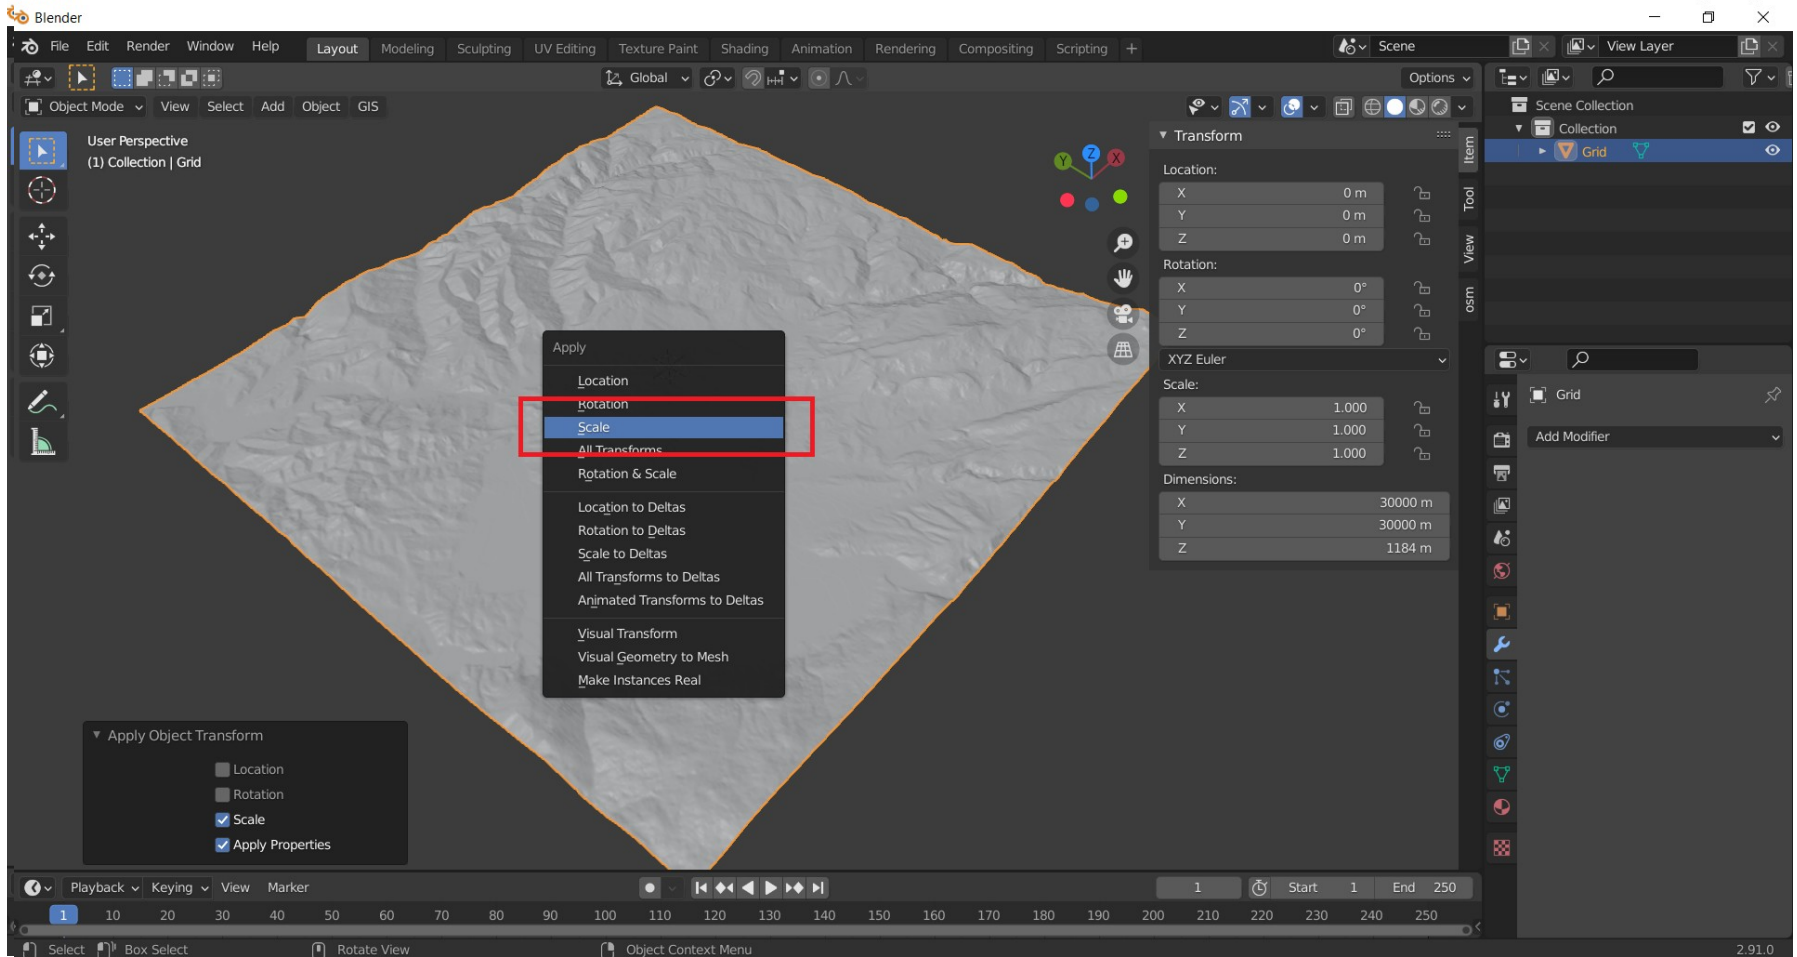 Blender
File Edit Render Window Help Layout Modeling Sculpting UV Editing Texture Paint Shading Animation Rendering Compositing Scripting + Scene View Layer
Global Options
Object Mode View Select Add Object GIS
User Perspective
(1) Collection | Grid
Y Z X
Transform
Location:
X 0 m
Y 0 m
Z 0 m
Rotation:
X 0°
Y 0°
Z 0°
XYZ Euler
Scale:
X 1.000
Y 1.000
Z 1.000
Dimensions:
X 30000 m
Y 30000 m
Z 1184 m
Item
Tool
View
osm
Scene Collection
Collection
Grid
Grid
Add Modifier
Apply
Location
Rotation
Scale
All Transforms
Rotation & Scale
Location to Deltas
Rotation to Deltas
Scale to Deltas
All Transforms to Deltas
Animated Transforms to Deltas
Visual Transform
Visual Geometry to Mesh
Make Instances Real
Apply Object Transform
Location
Rotation
Scale
Apply Properties
Playback Keying View Marker 1 Start 1 End 250
1 10 20 30 40 50 60 70 80 90 100 110 120 130 140 150 160 170 180 190 200 210 220 230 240 250
Select Box Select Rotate View Object Context Menu 2.91.0